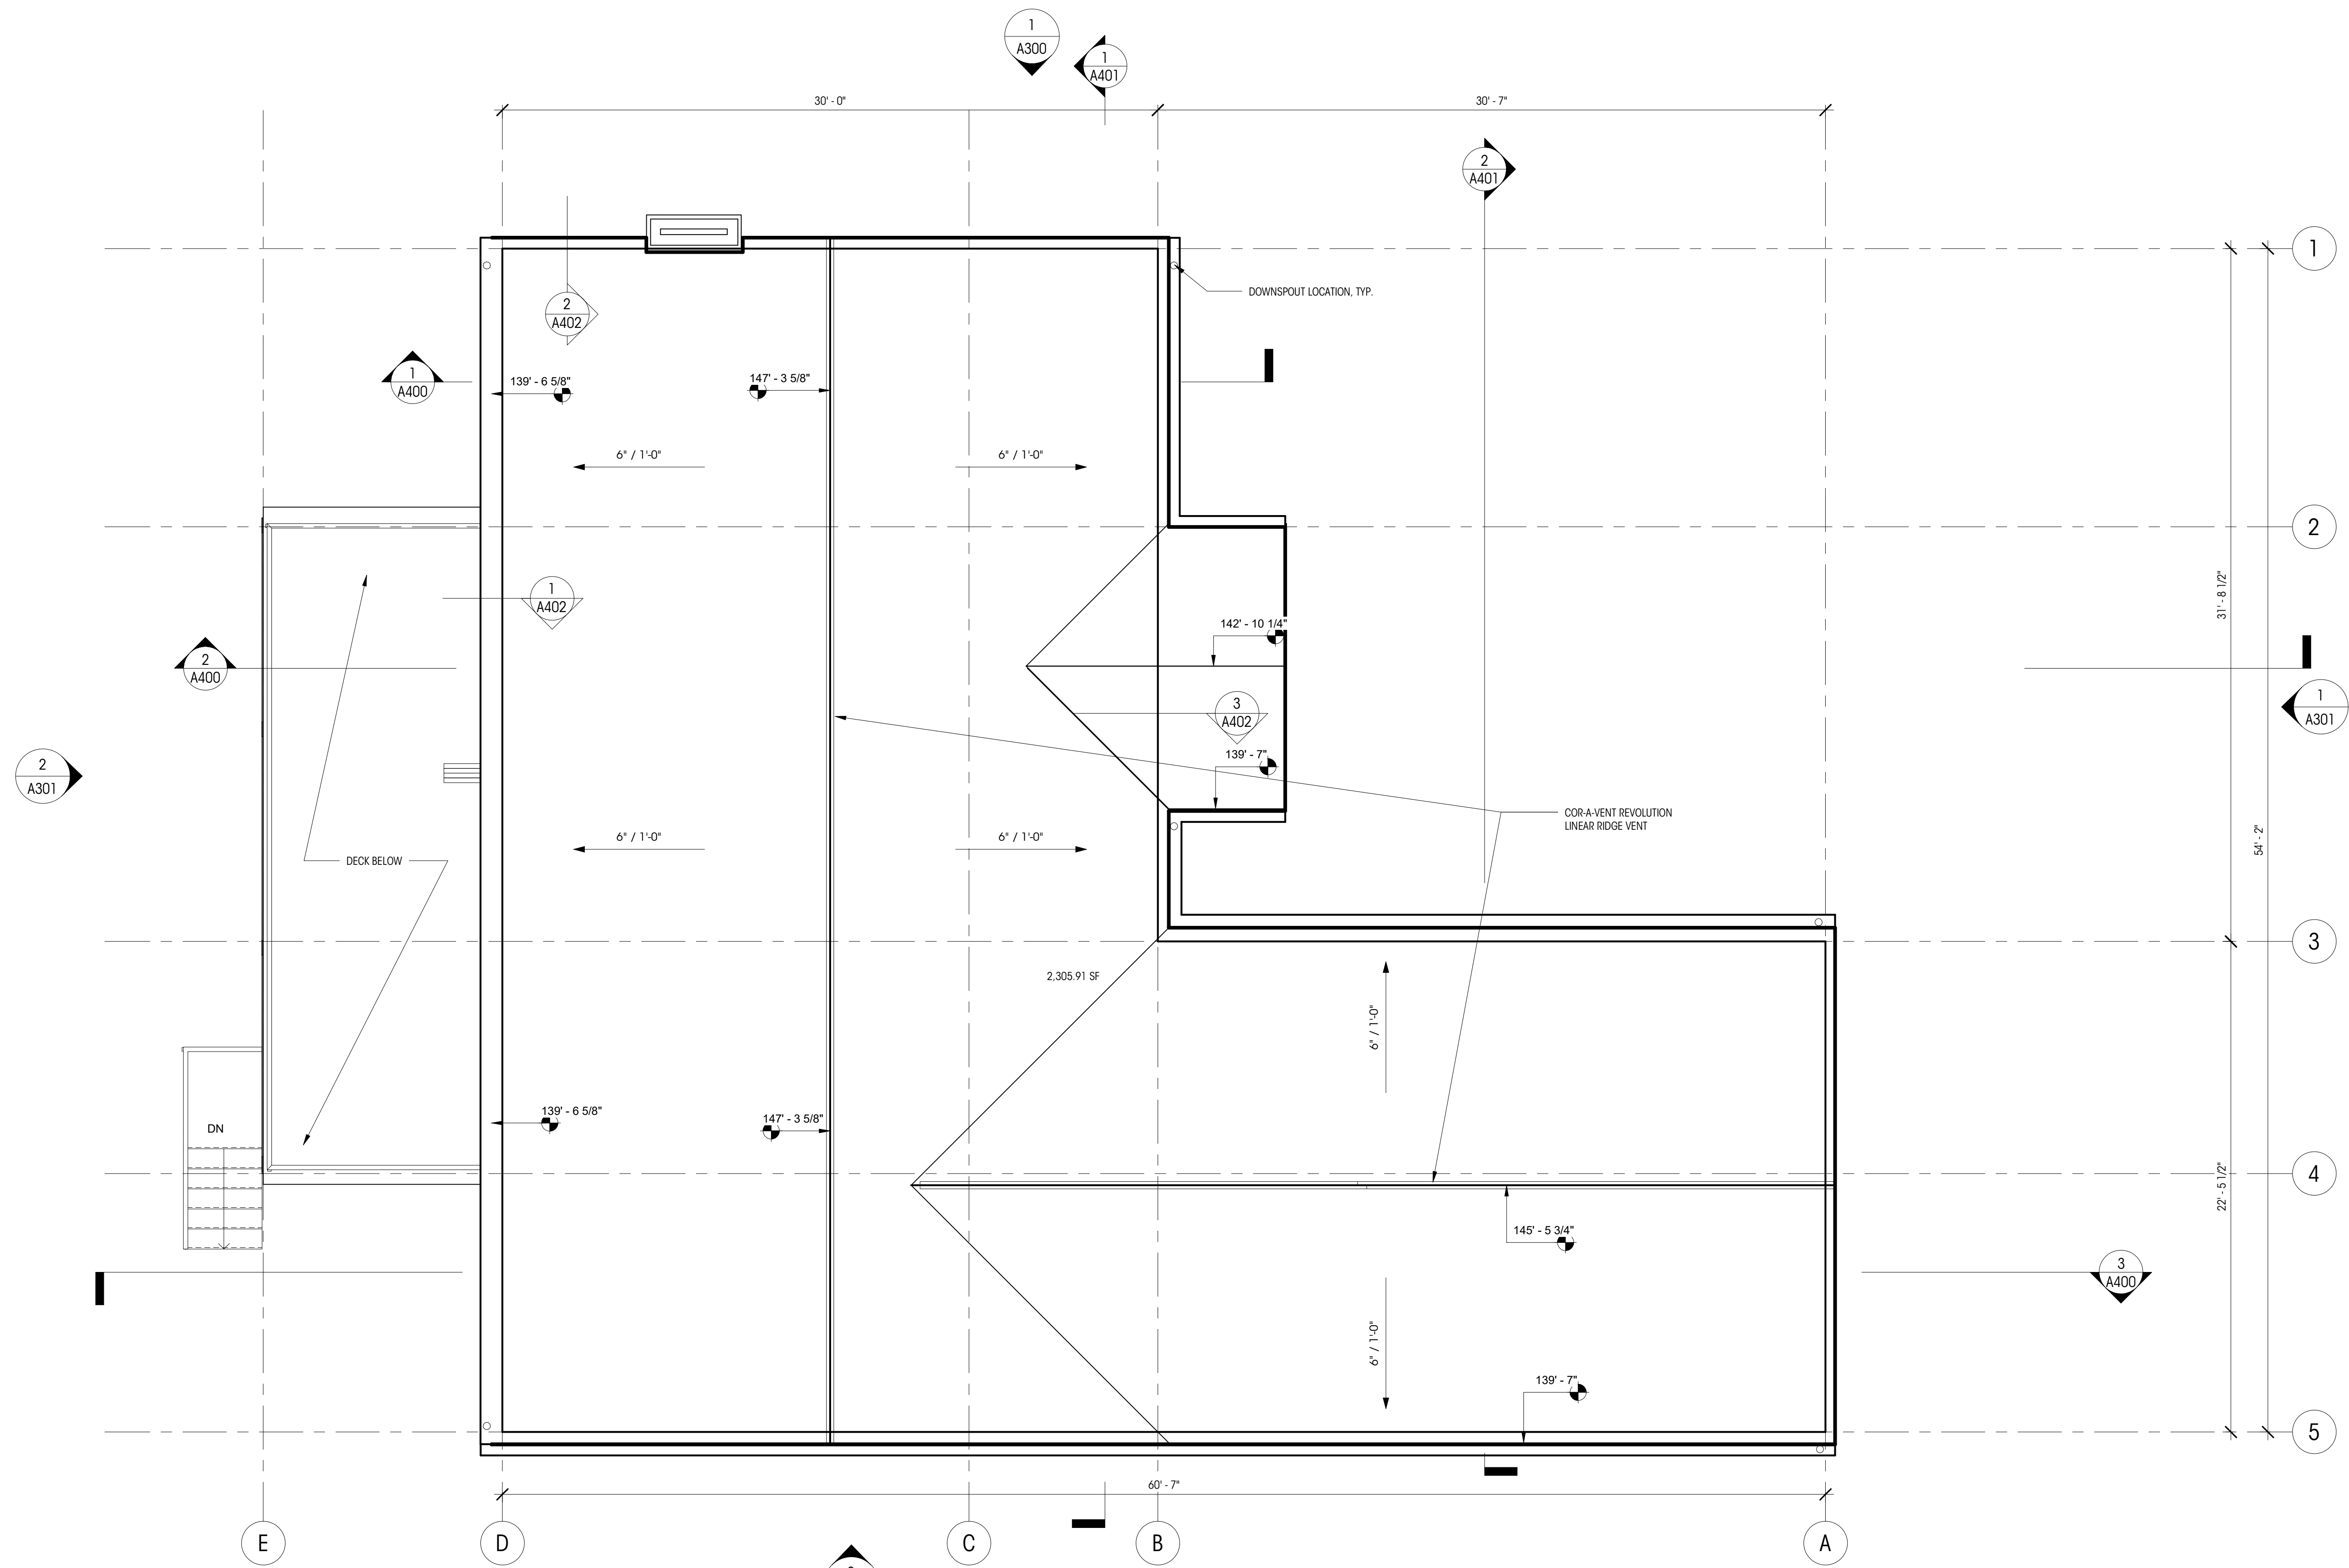 1
A300
1
A401
30' - 0"
30' - 7"
2
A401
1
DOWNSPOUT LOCATION, TYP.
2
A402
1
A400
139' - 6 5/8"
147' - 3 5/8"
6" / 1'-0"
6" / 1'-0"
2
31' - 8 1/2"
1
A402
142' - 10 1/4"
2
A400
3
A402
1
A301
139' - 7"
2
A301
COR-A-VENT REVOLUTION
LINEAR RIDGE VENT
6" / 1'-0"
6" / 1'-0"
54' - 2"
DECK BELOW
3
2,305.91 SF
6" / 1'-0"
139' - 6 5/8"
147' - 3 5/8"
DN
4
22' - 5 1/2"
145' - 5 3/4"
3
A400
6" / 1'-0"
139' - 7"
5
60' - 7"
E
D
C
B
A